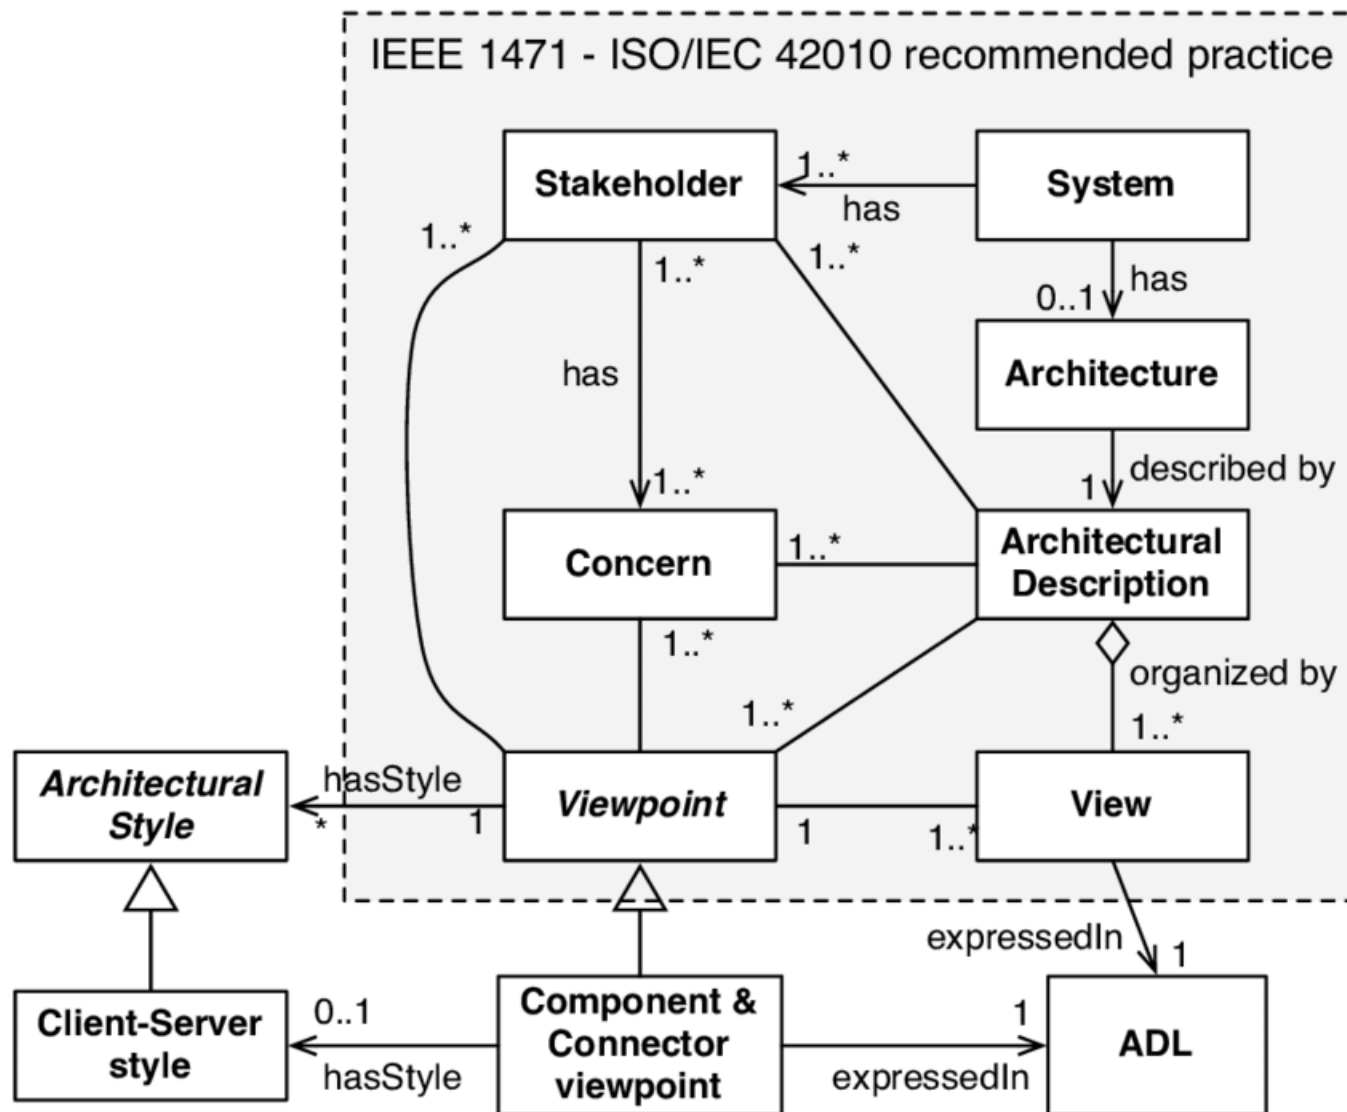 IEEE 1471 - ISO/IEC 42010 recommended practice
Stakeholder
1..*
has
System
1..*
1..*
1..*
has
0..1
Architecture
has
described by
1
1..*
Concern
1..*
Architectural
Description
1..*
organized by
1..*
1..*
Architectural
Style
hasStyle
*
1
Viewpoint
1
1..*
View
expressedIn
1
Client-Server
style
0..1
hasStyle
Component &
Connector
viewpoint
1
expressedIn
ADL